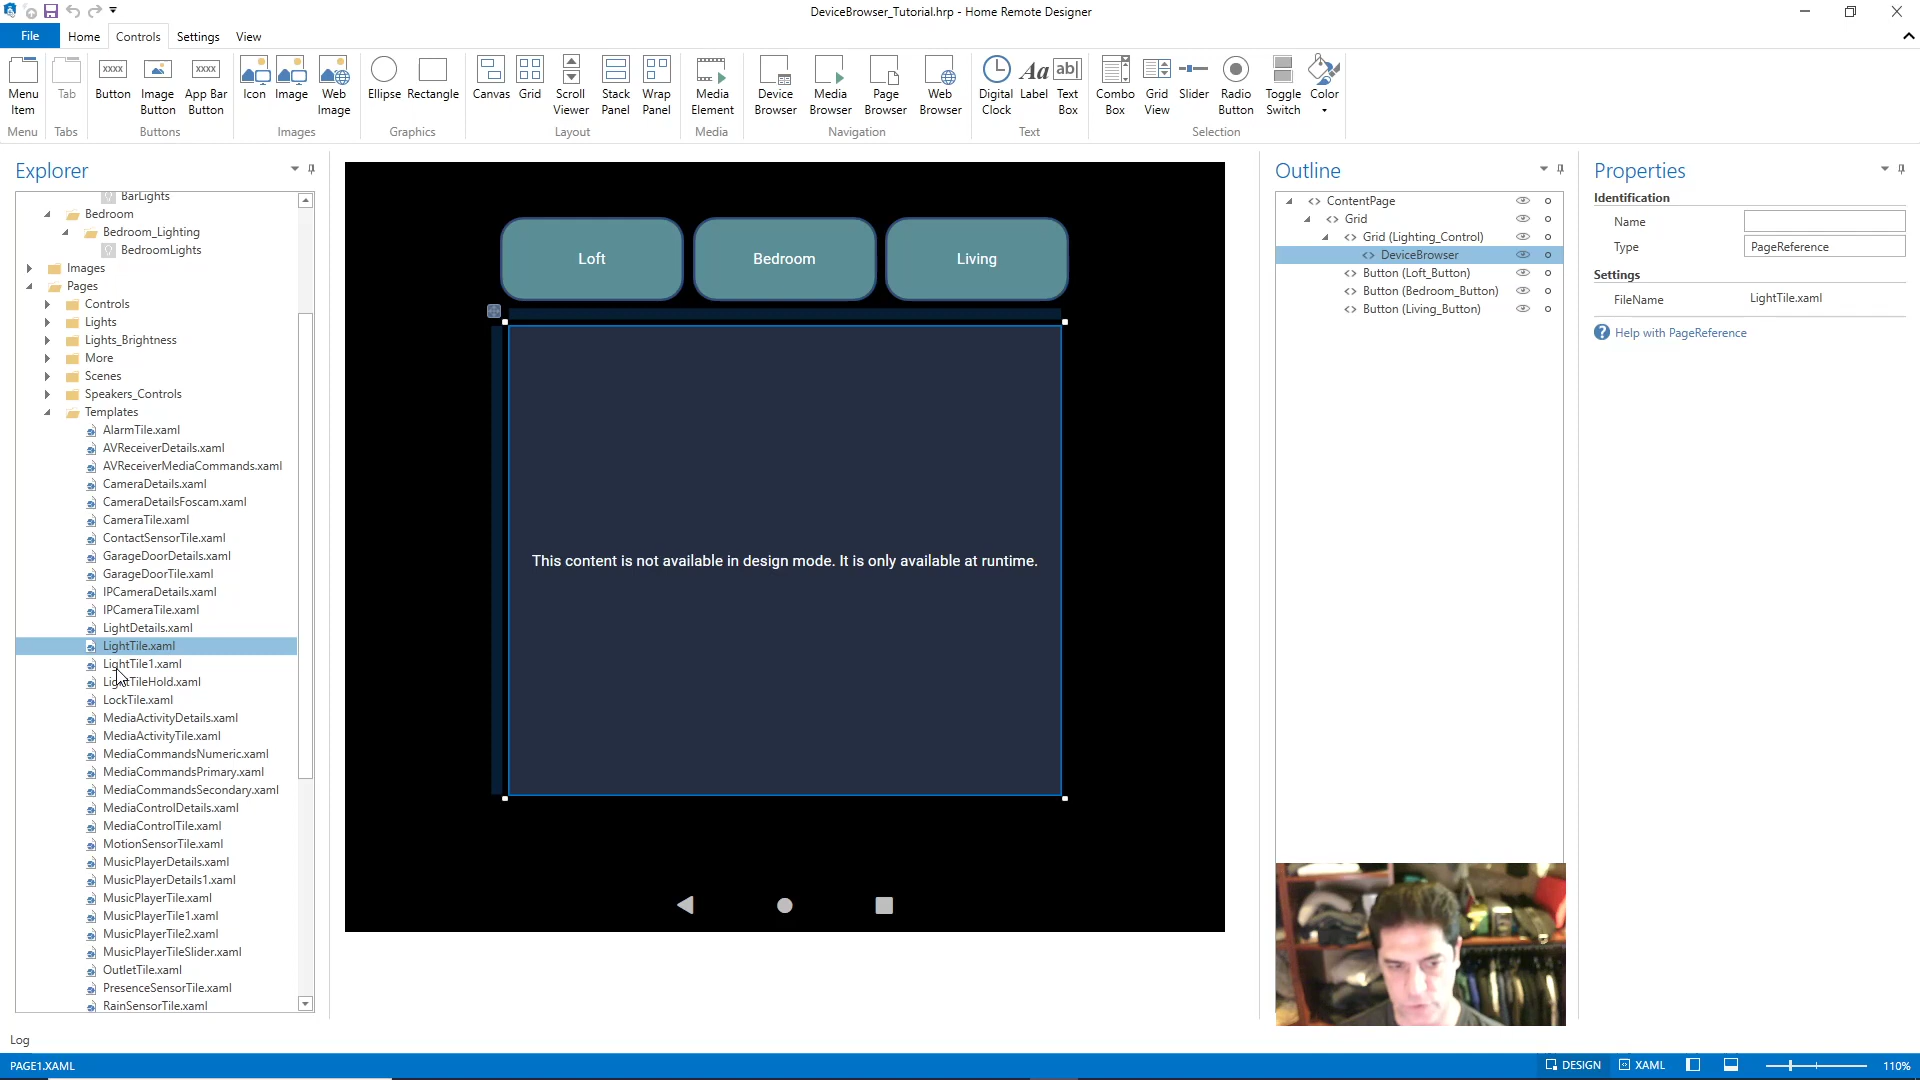 DeviceBrowser_Tutorial.hrp - Home Remote Designer
File Home Controls Settings View
Menu Item
Tab
Button
Image Button
App Bar Button
Icon
Image
Web Image
Ellipse
Rectangle
Canvas
Grid
Scroll Viewer
Stack Panel
Wrap Panel
Media Element
Device Browser
Media Browser
Page Browser
Web Browser
Digital Clock
Label
Text Box
Combo Box
Grid View
Slider
Radio Button
Toggle Switch
Color
xxxx
xxxx
Aa
ab|
Menu Tabs Buttons Images Graphics Layout Media Navigation Text Selection
Explorer
BarLights
Bedroom
Bedroom_Lighting
BedroomLights
Images
Pages
Controls
Lights
Lights_Brightness
More
Scenes
Speakers_Controls
Templates
AlarmTile.xaml
AVReceiverDetails.xaml
AVReceiverMediaCommands.xaml
CameraDetails.xaml
CameraDetailsFoscam.xaml
CameraTile.xaml
ContactSensorTile.xaml
GarageDoorDetails.xaml
GarageDoorTile.xaml
IPCameraDetails.xaml
IPCameraTile.xaml
LightDetails.xaml
LightTile.xaml
LightTile1.xaml
LightTileHold.xaml
LockTile.xaml
MediaActivityDetails.xaml
MediaActivityTile.xaml
MediaCommandsNumeric.xaml
MediaCommandsPrimary.xaml
MediaCommandsSecondary.xaml
MediaControlDetails.xaml
MediaControlTile.xaml
MotionSensorTile.xaml
MusicPlayerDetails.xaml
MusicPlayerDetails1.xaml
MusicPlayerTile.xaml
MusicPlayerTile1.xaml
MusicPlayerTile2.xaml
MusicPlayerTileSlider.xaml
OutletTile.xaml
PresenceSensorTile.xaml
RainSensorTile.xaml
Loft Bedroom Living
This content is not available in design mode. It is only available at runtime.
Outline
<> ContentPage
<> Grid
<> Grid (Lighting_Control)
<> DeviceBrowser
<> Button (Loft_Button)
<> Button (Bedroom_Button)
<> Button (Living_Button)
Properties
Identification
Name
Type PageReference
Settings
FileName LightTile.xaml
? Help with PageReference
Log
PAGE1.XAML DESIGN XAML 110%